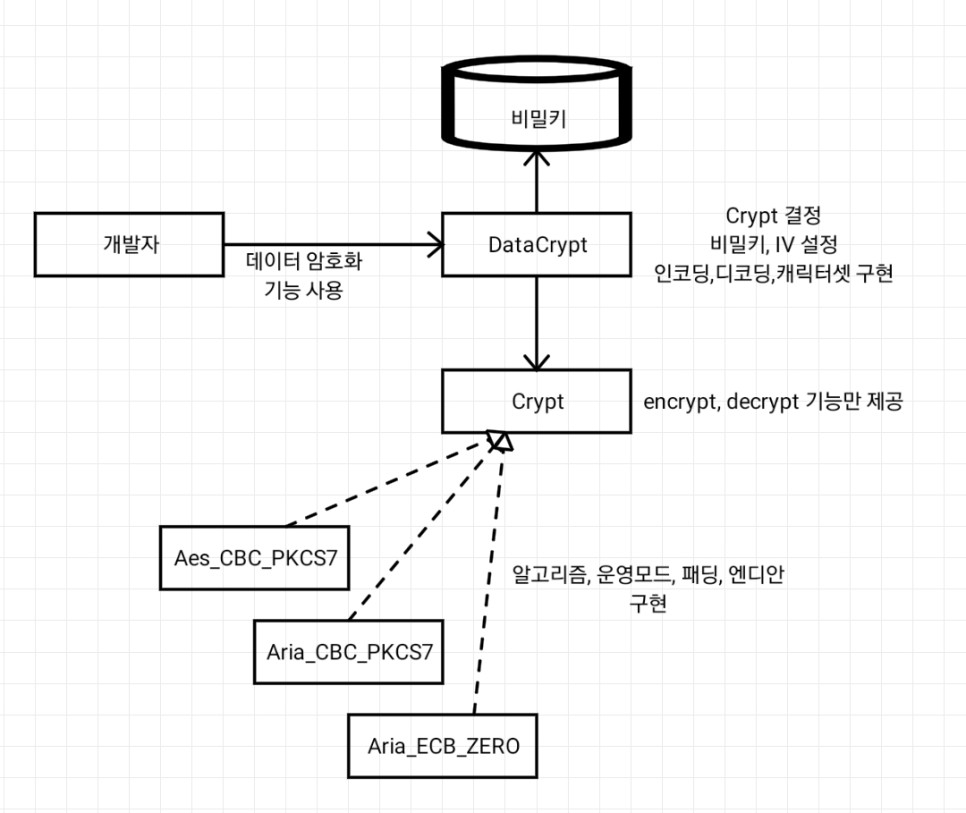 비밀키
개발자
데이터 암호화
기능 사용
DataCrypt
Crypt 결정
비밀키, IV 설정
인코딩,디코딩,캐릭터셋 구현
Crypt
encrypt, decrypt 기능만 제공
Aes_CBC_PKCS7
알고리즘, 운영모드, 패딩, 엔디안
구현
Aria_CBC_PKCS7
Aria_ECB_ZERO